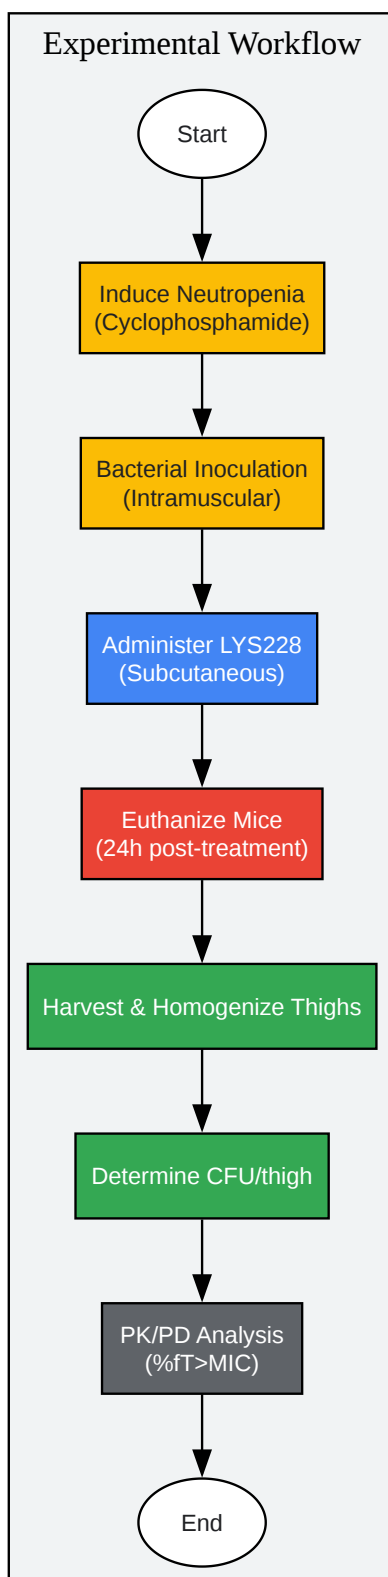 Experimental Workflow
Start
Induce Neutropenia
(Cyclophosphamide)
Bacterial Inoculation
(Intramuscular)
Administer LYS228
(Subcutaneous)
Euthanize Mice
(24h post-treatment)
Harvest & Homogenize Thighs
Determine CFU/thigh
PK/PD Analysis
(%fT>MIC)
End